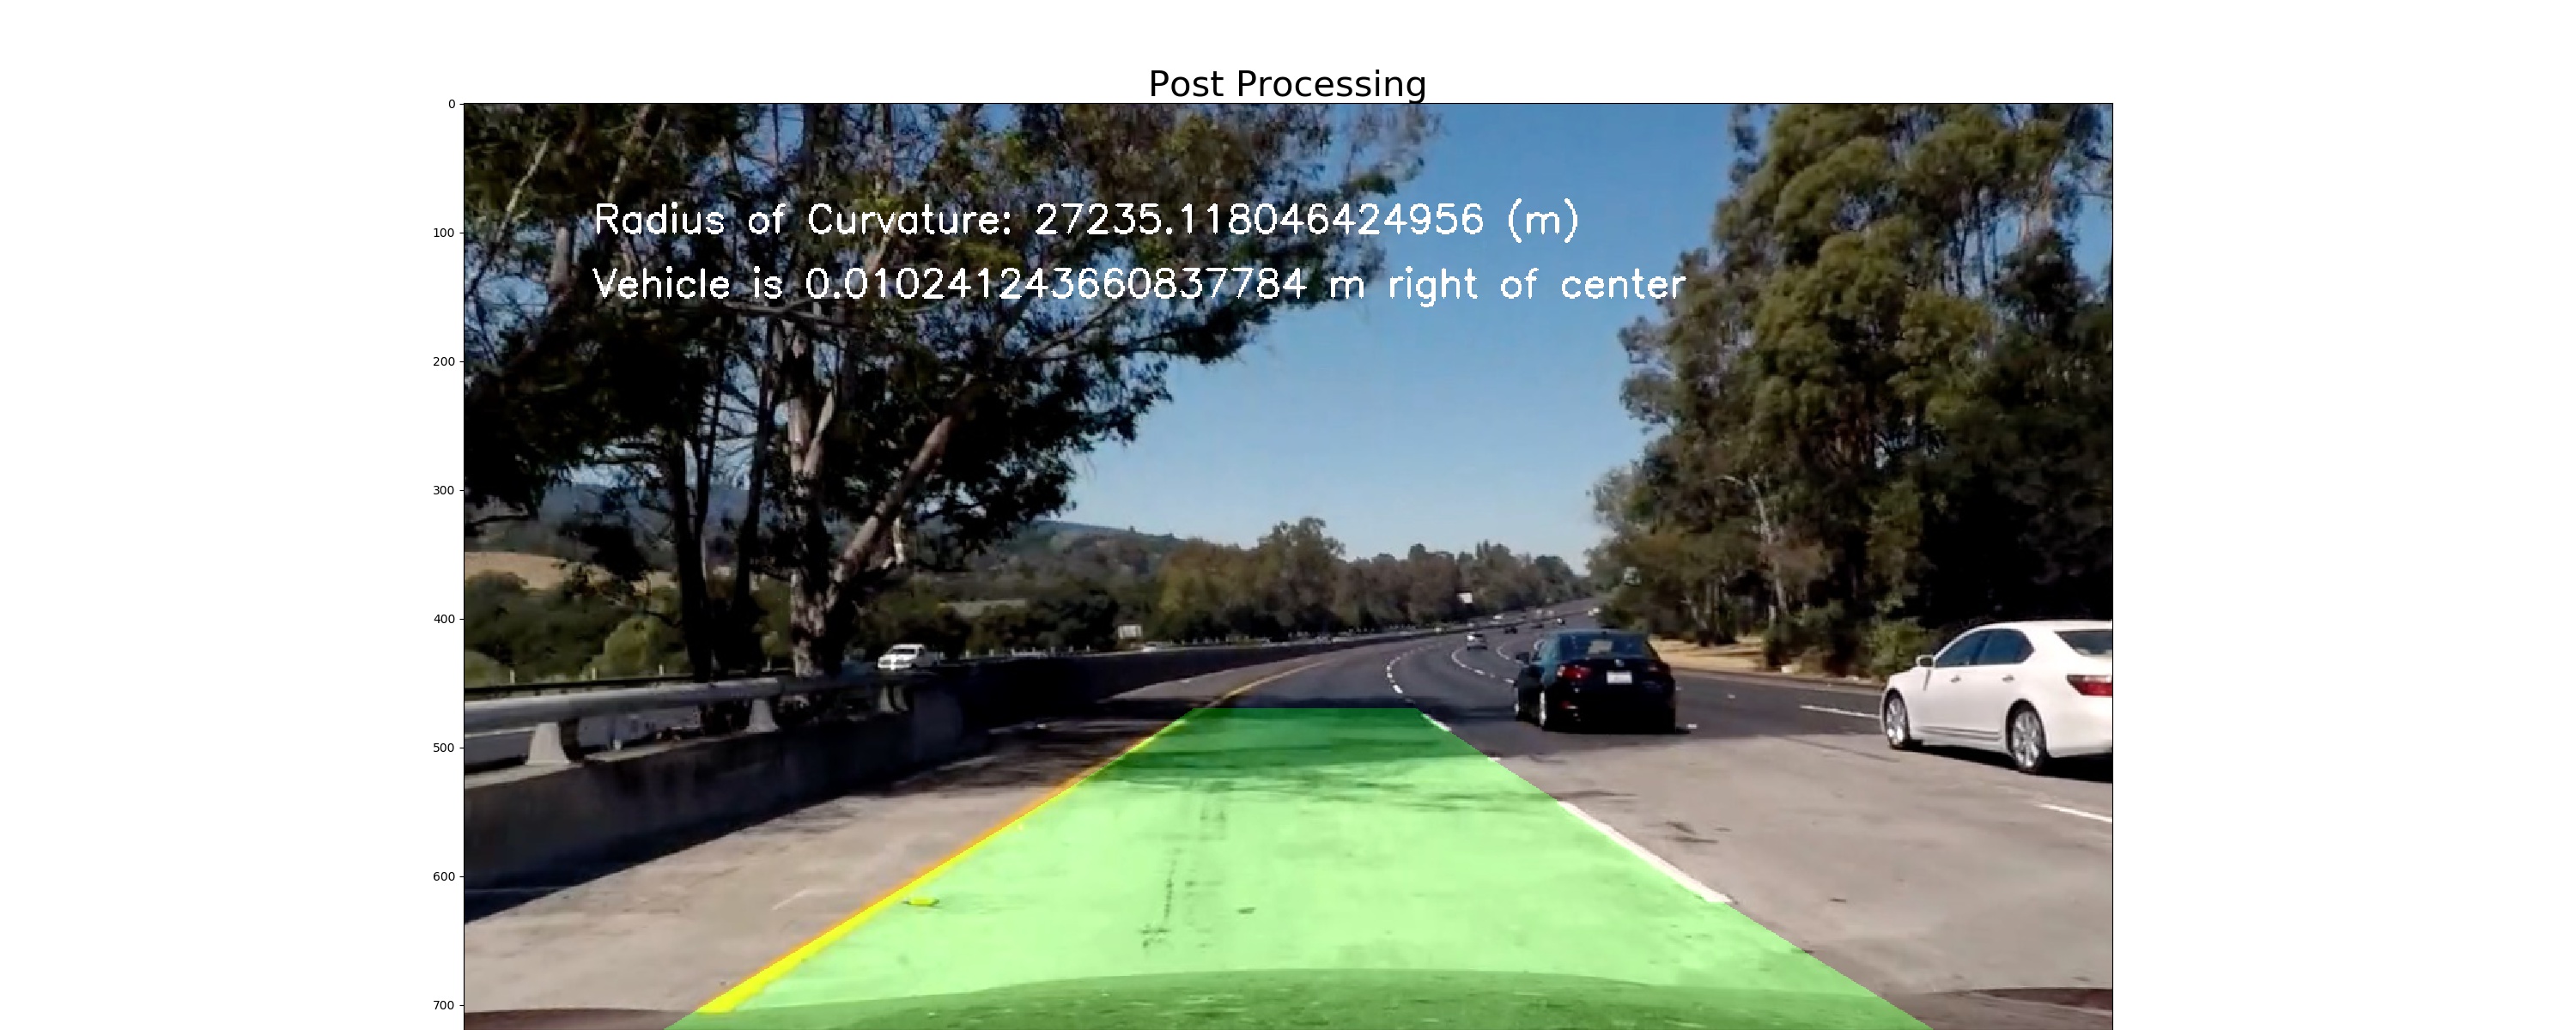 Post Processing
0
Radius of Curvature: 27235.118046424956 (m)
100
Vehicle is 0.010241243660837784 m right of center
200
300
400
500
600
700